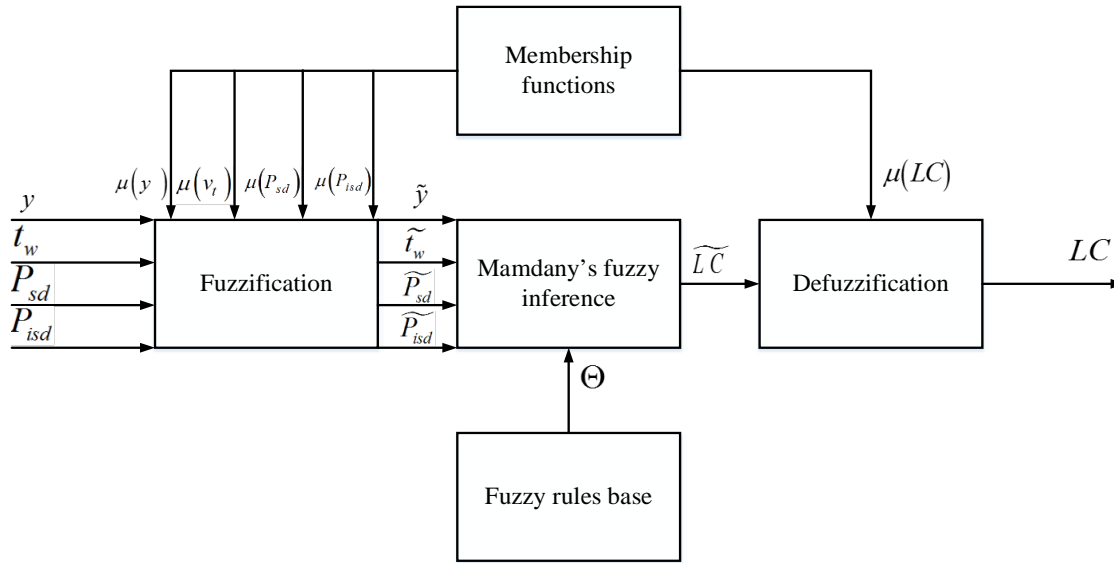 Membership
functions
μ(y) μ(v_t) μ(P_sd) μ(P_isd)
μ(LC)
y
t_w
P_sd
P_isd
Fuzzification
ỹ
t̃_w
P̃_sd
P̃_isd
Mamdany's fuzzy
inference
L͠C
Defuzzification
LC
Θ
Fuzzy rules base